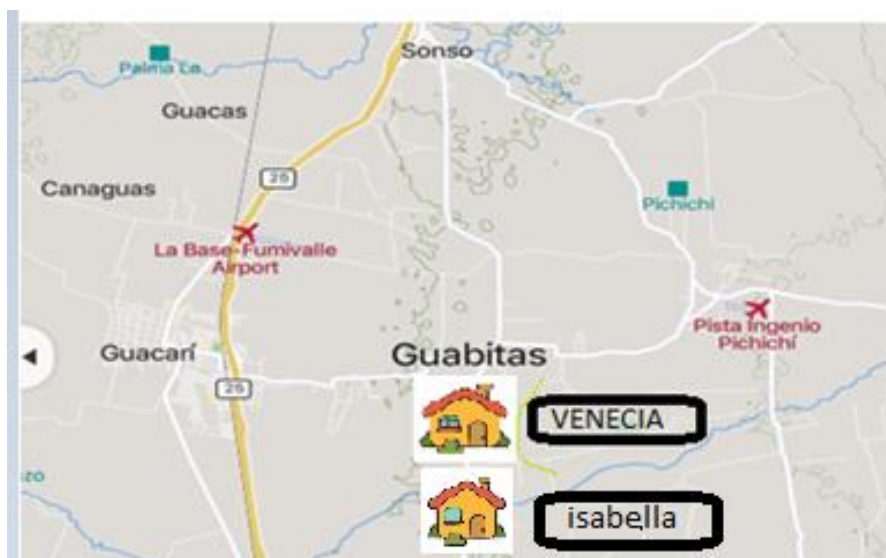 Sonso
Palma La
Guacas
25
Canaguas
Pichichi
La Base-Fumivalle
Airport
Pista Ingenio
Pichichí
Guacarí
Guabitas
25
VENECIA
zo
isabella